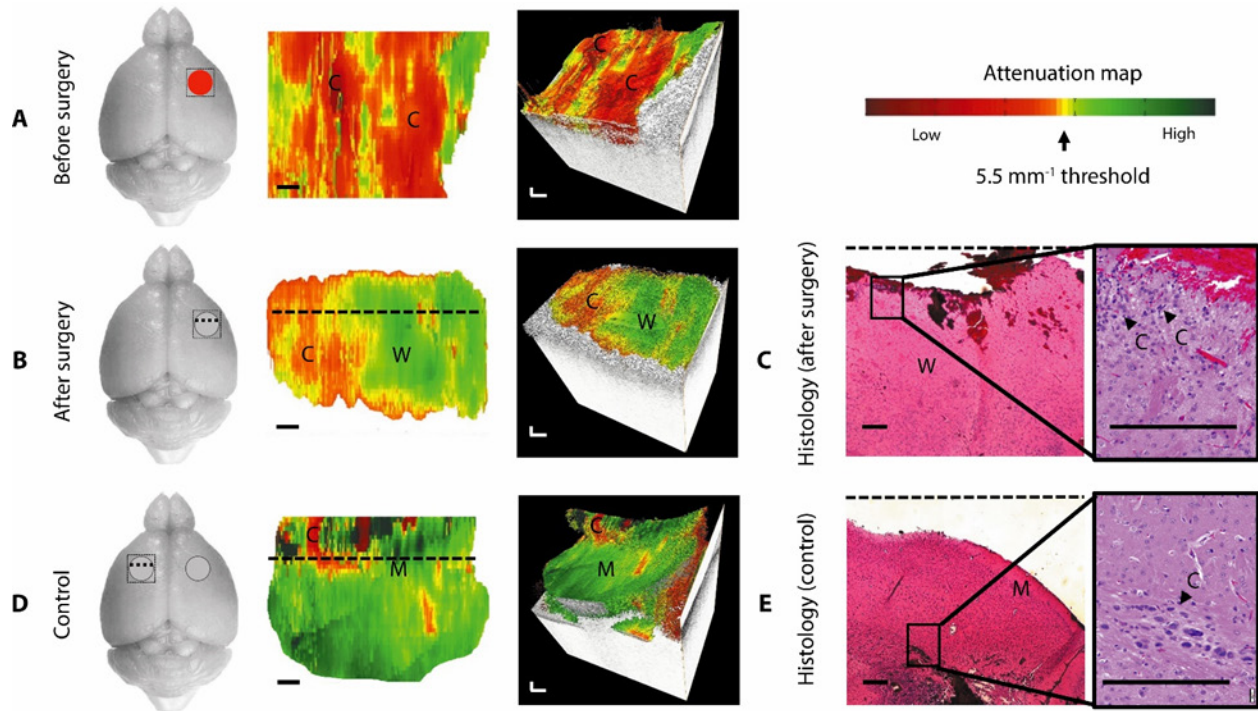 A
Before surgery
C
C
C
C
Attenuation map
Low
High
5.5 mm⁻¹ threshold
B
After surgery
C
W
C
W
C
Histology (after surgery)
W
C
C
D
Control
C
M
C
M
E
Histology (control)
M
C